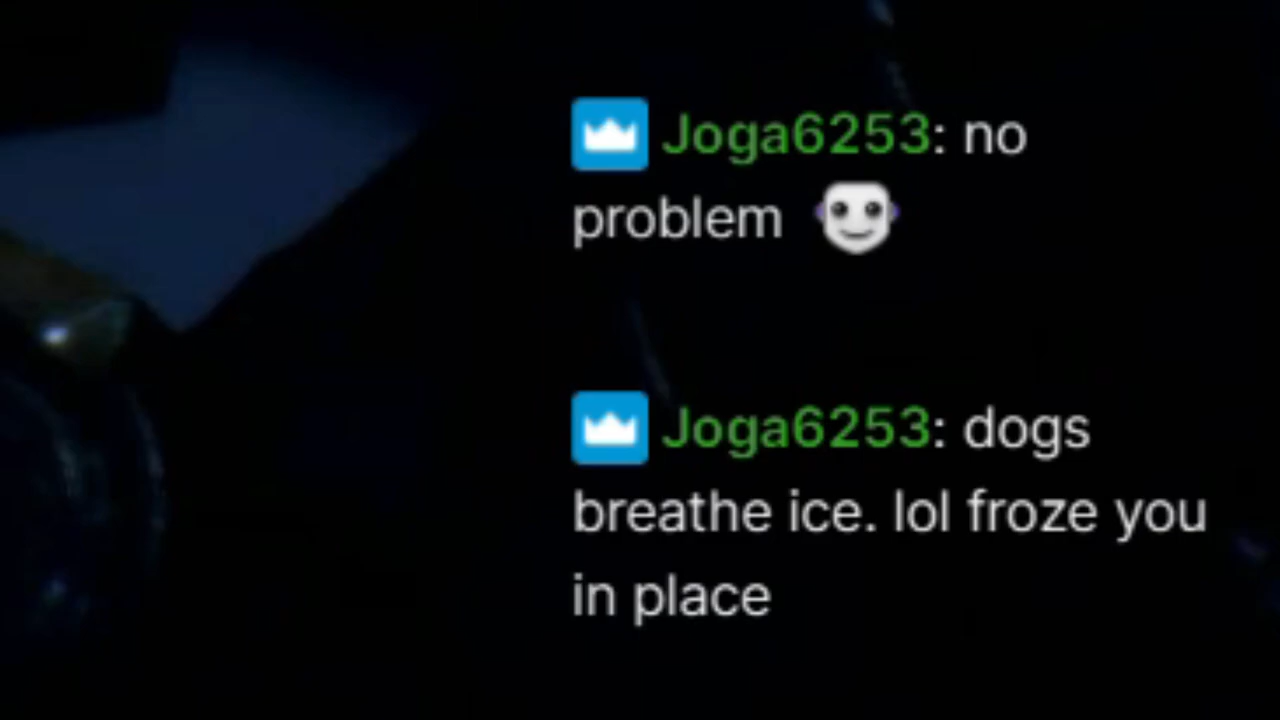 Joga6253: no
problem
Joga6253: dogs
breathe ice. lol froze you
in place